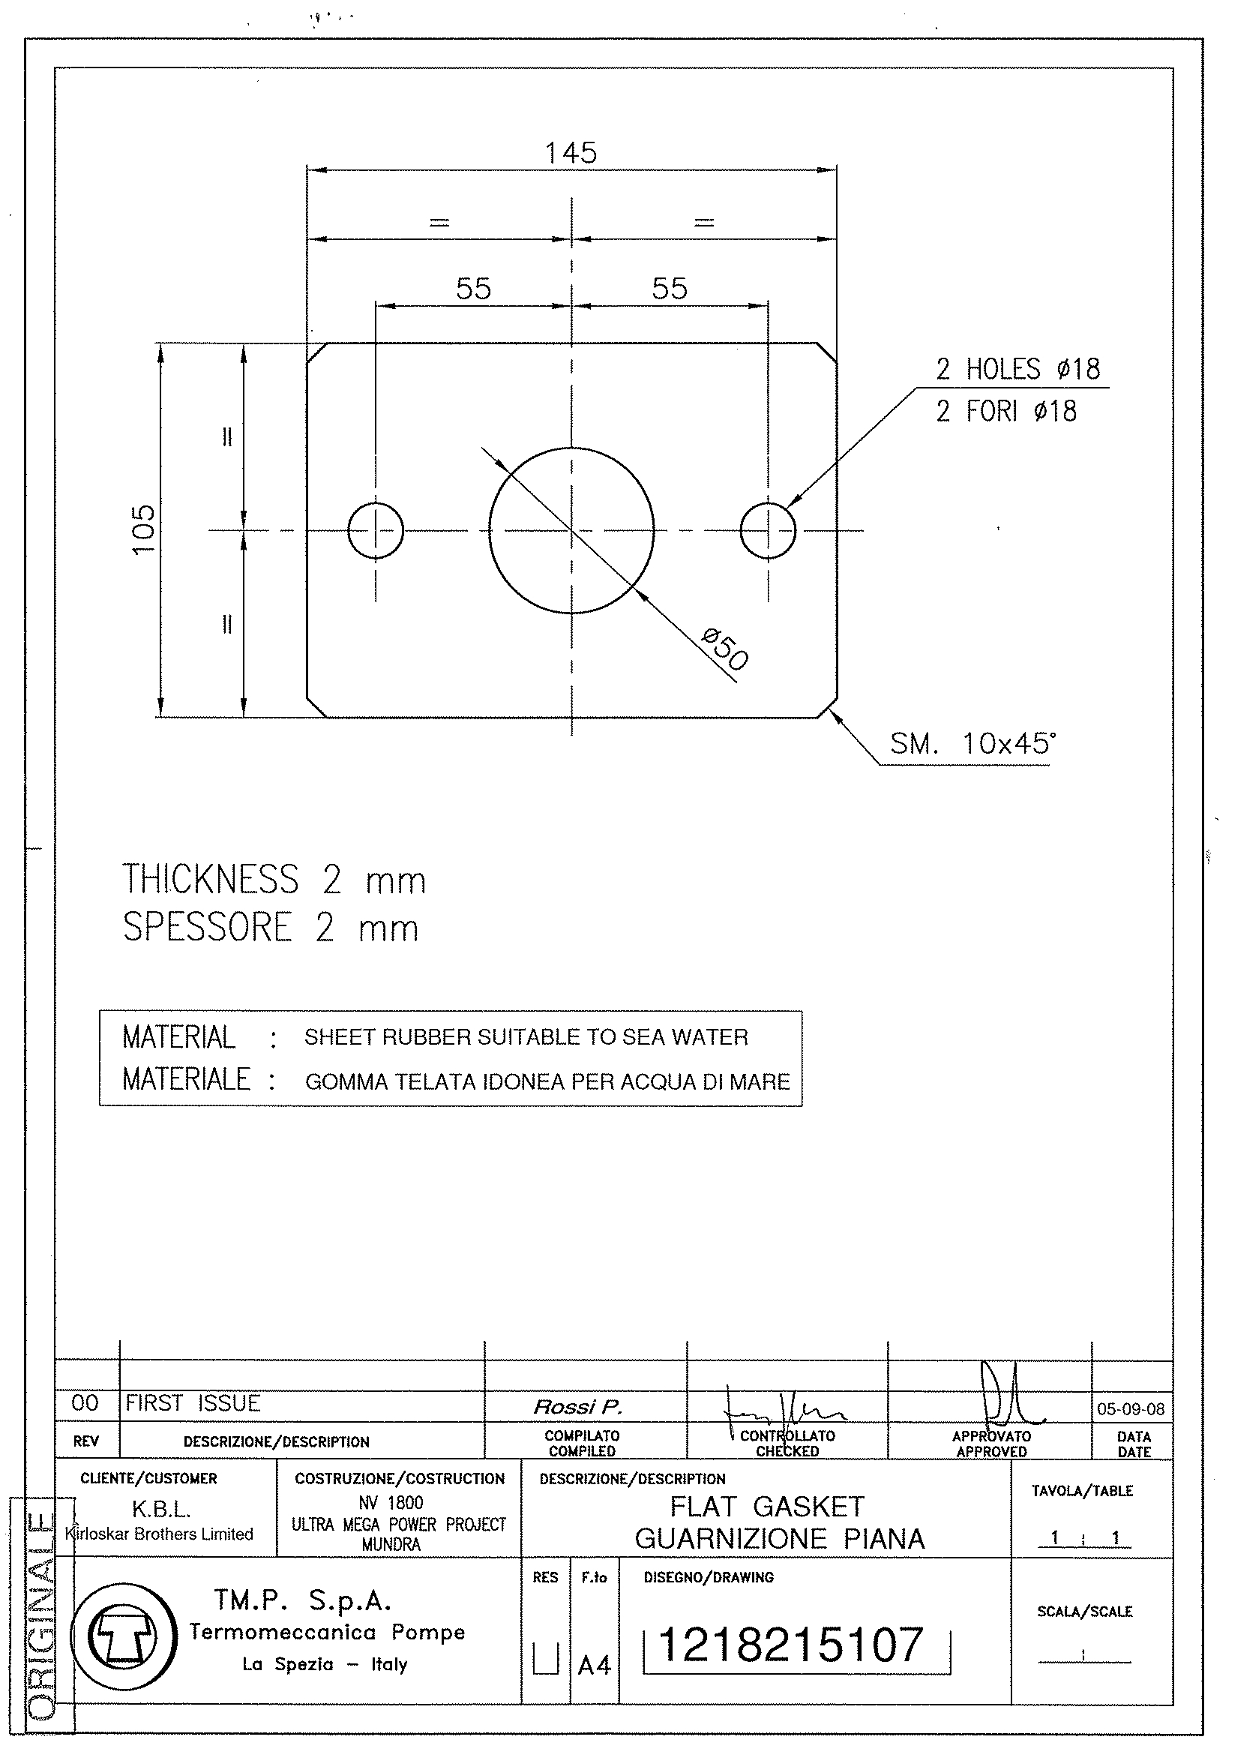 145
=
=
55
55
2 HOLES ø18
2 FORI ø18
=
105
=
ø50
SM. 10x45°
THICKNESS 2 mm
SPESSORE 2 mm
MATERIAL : SHEET RUBBER SUITABLE TO SEA WATER
MATERIALE : GOMMA TELATA IDONEA PER ACQUA DI MARE
00 FIRST ISSUE Rossi P. 05-09-08
REV DESCRIZIONE/DESCRIPTION COMPILATO COMPILED CONTROLLATO CHECKED APPROVATO APPROVED DATA DATE
CLIENTE/CUSTOMER
K.B.L.
Kirloskar Brothers Limited
COSTRUZIONE/COSTRUCTION
NV 1800
ULTRA MEGA POWER PROJECT
MUNDRA
DESCRIZIONE/DESCRIPTION
FLAT GASKET
GUARNIZIONE PIANA
TAVOLA/TABLE
1 1
ORIGINALE
TM.P. S.p.A.
Termomeccanica Pompe
La Spezia - Italy
RES
F.to
A4
DISEGNO/DRAWING
1218215107
SCALA/SCALE